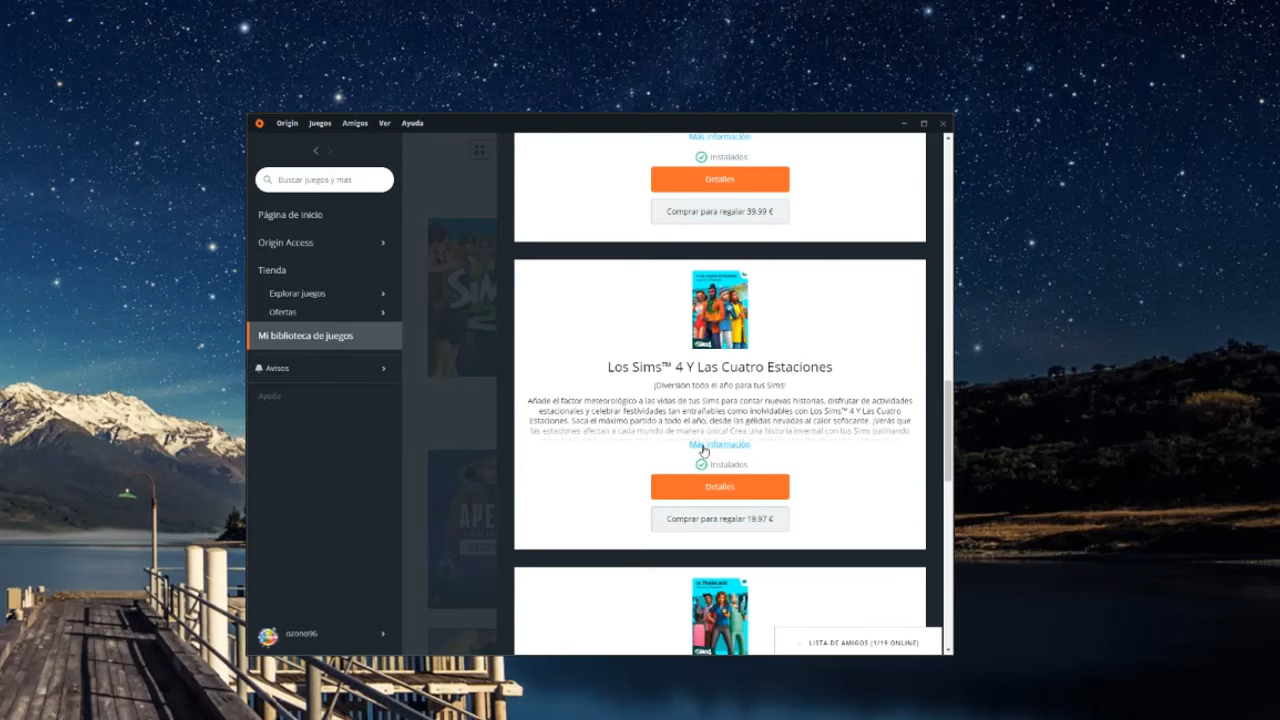 Origin Juegos Amigos Ver Ayuda
Buscar juegos y más
Página de inicio
Origin Access
Tienda
Explorar juegos
Ofertas
Mi biblioteca de juegos
Avisos
Ayuda
ozono96
Más información
Instalados
Detalles
Comprar para regalar 39.99 €
Los Sims™ 4 Y Las Cuatro Estaciones
¡Diversión todo el año para tus Sims!
Añade el factor meteorológico a las vidas de tus Sims para contar nuevas historias, disfrutar de actividades
estacionales y celebrar festividades tan entrañables como inolvidables con Los Sims™ 4 Y Las Cuatro
Estaciones. Saca el máximo partido a todo el año, desde las gélidas nevadas al calor sofocante. ¡Verás que
las estaciones afectan a cada mundo de manera única! Crea una historia invernal con tus Sims patinando
Más información
Instalados
Detalles
Comprar para regalar 19.97 €
LISTA DE AMIGOS (1/19 ONLINE)